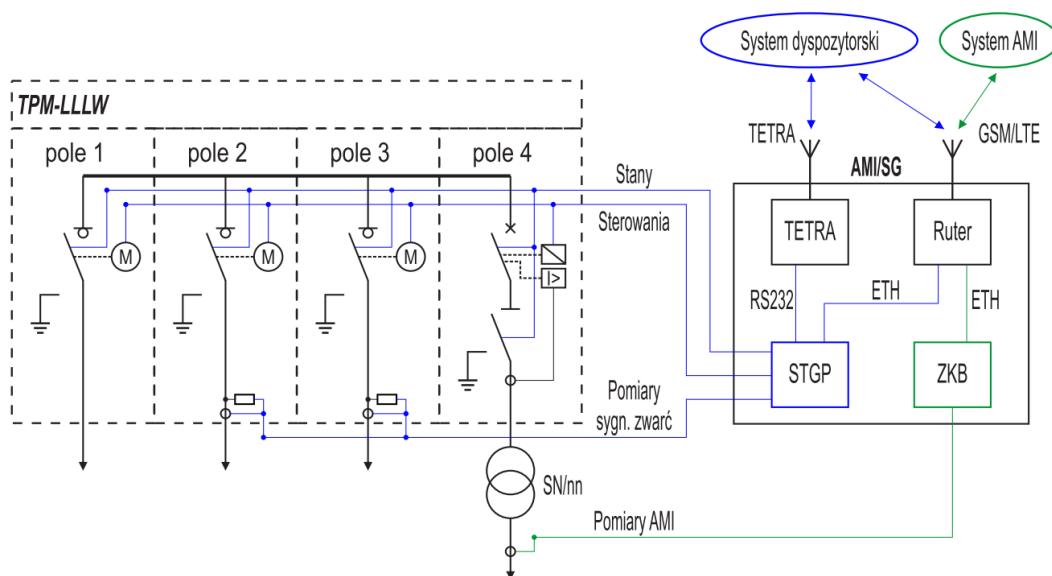 System dyspozytorski
System AMI
TPM-LLLW
TETRA
GSM/LTE
pole 1
pole 2
pole 3
pole 4
AMI/SG
Stany
Sterowania
TETRA
Ruter
M
M
M
I>
RS232
ETH
ETH
STGP
ZKB
Pomiary
sygn. zwarć
SN/nn
Pomiary AMI